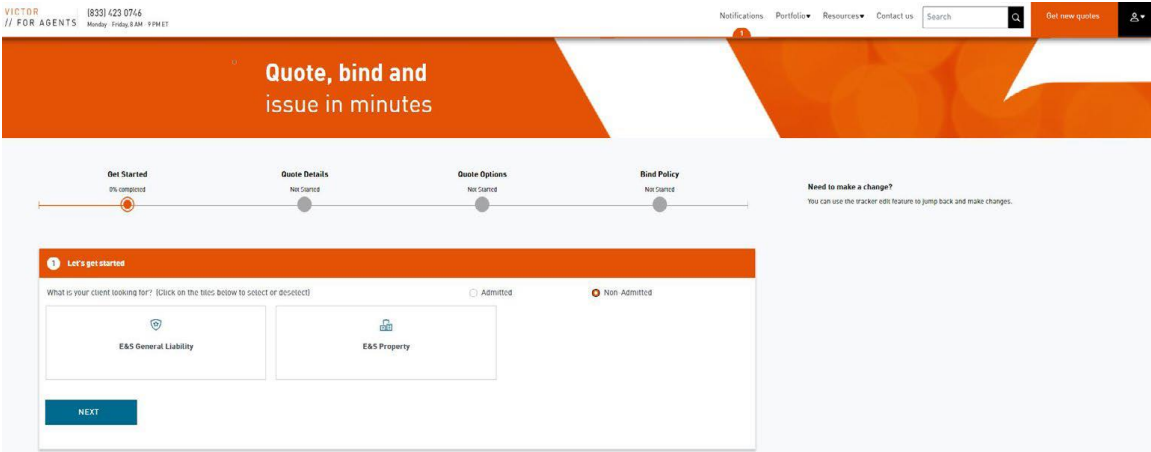 VICTOR
// FOR AGENTS
(833) 423 0746
Monday - Friday, 8 AM - 9 PM ET
Notifications Portfolio Resources Contact us Search Get new quotes
1
Quote, bind and
issue in minutes
Get Started Quote Details Quote Options Bind Policy
0% completed Not Started Not Started Not Started
Need to make a change?
You can use the tracker edit feature to jump back and make changes.
1 Let's get started
What is your client looking for? (Click on the tiles below to select or deselect) Admitted Non-Admitted
E&S General Liability E&S Property
NEXT